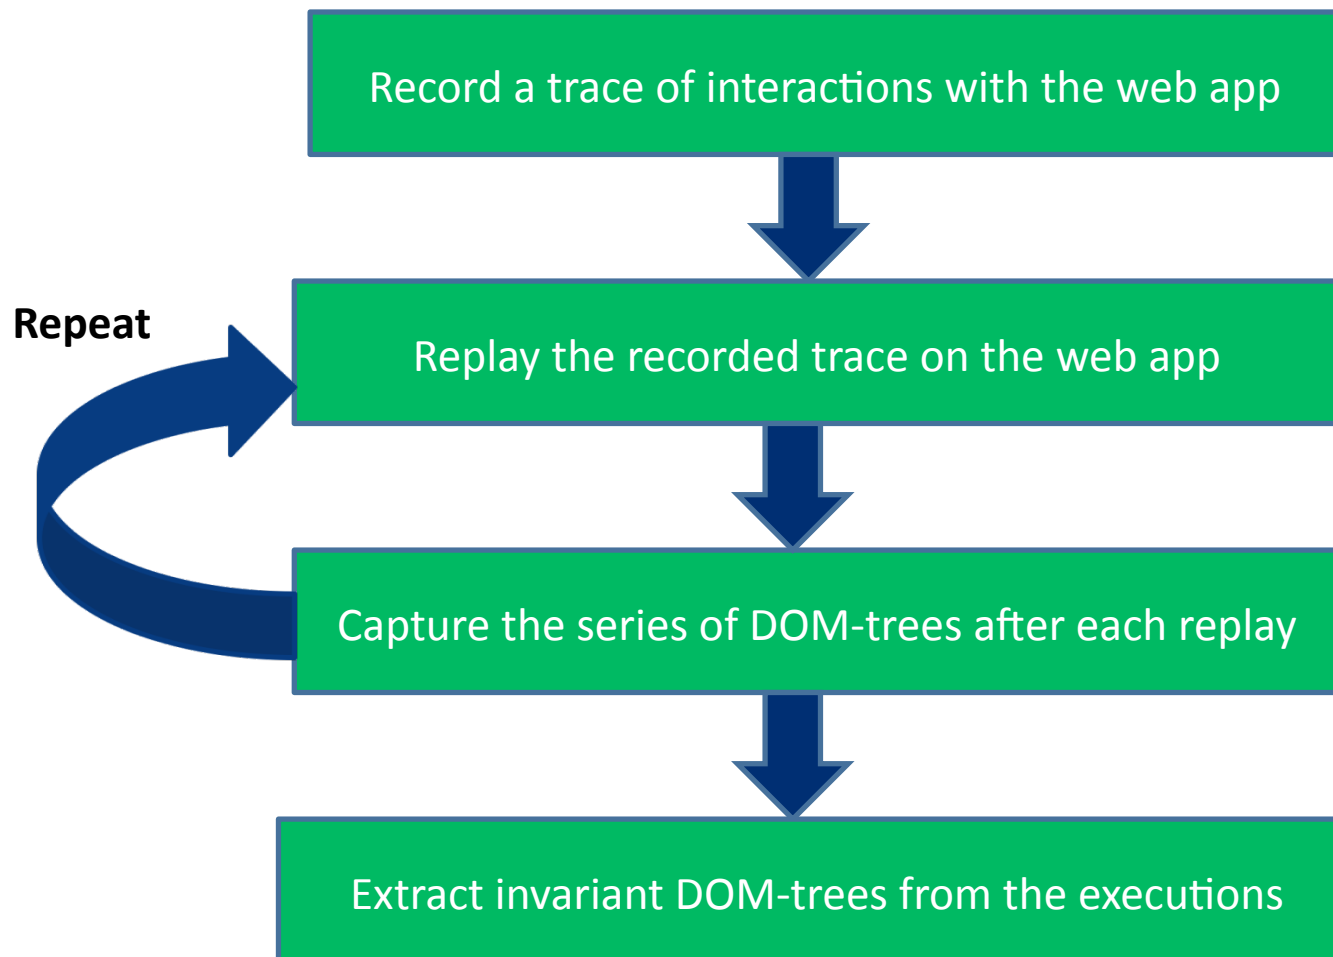 Record a trace of interactions with the web app
Repeat
Replay the recorded trace on the web app
Capture the series of DOM-trees after each replay
Extract invariant DOM-trees from the executions